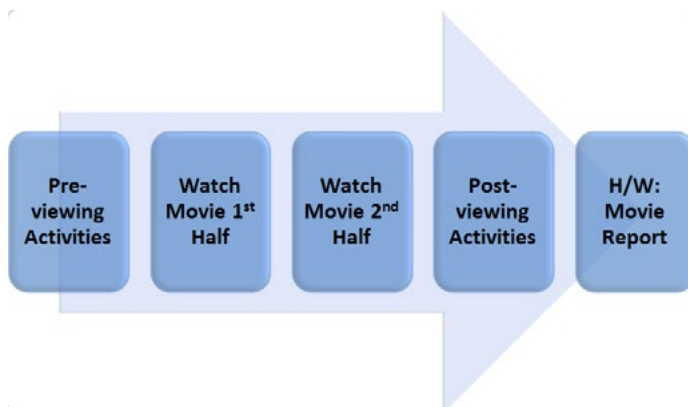 Pre-
viewing
Activities
Watch
Movie 1st
Half
Watch
Movie 2nd
Half
Post-
viewing
Activities
H/W:
Movie
Report